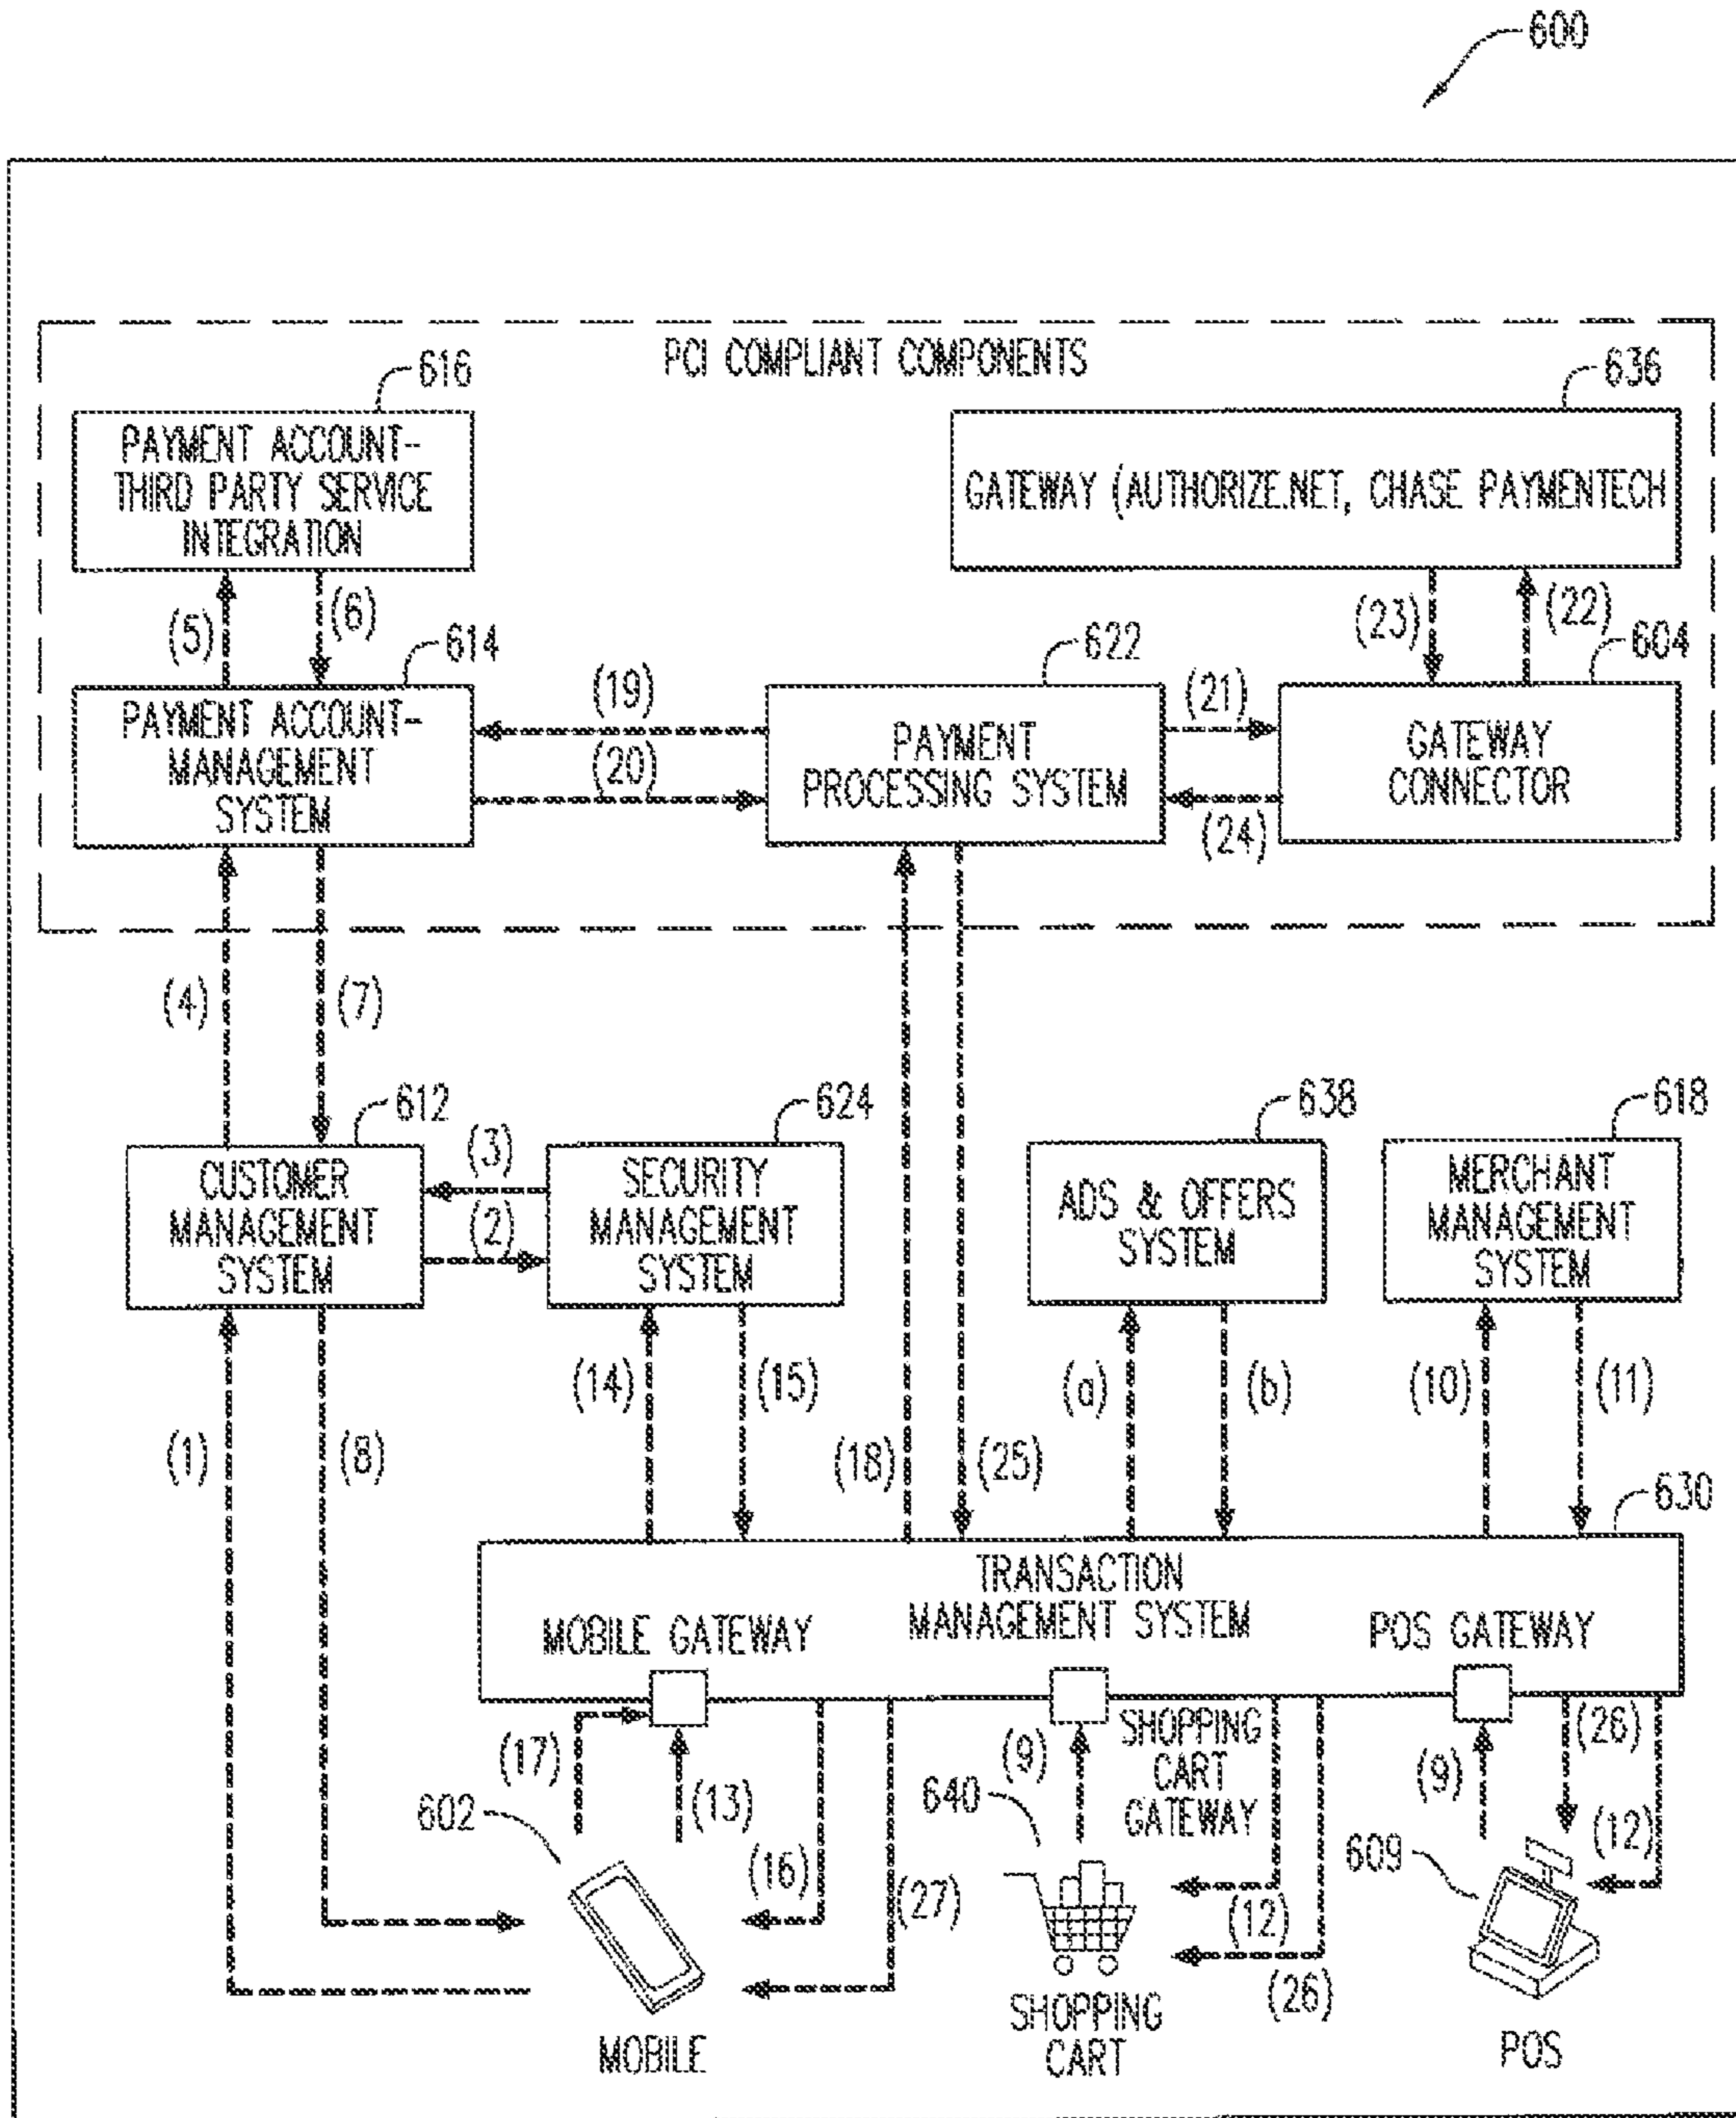 600
PCI COMPLIANT COMPONENTS
616
PAYMENT ACCOUNT--
THIRD PARTY SERVICE
INTEGRATION
636
GATEWAY (AUTHORIZE.NET, CHASE PAYMENTECH
(5)
(6)
(23)
(22)
614
PAYMENT ACCOUNT-
MANAGEMENT
SYSTEM
(19)
(20)
622
PAYMENT
PROCESSING SYSTEM
(21)
(24)
604
GATEWAY
CONNECTOR
(4)
(7)
612
CUSTOMER
MANAGEMENT
SYSTEM
(3)
(2)
624
SECURITY
MANAGEMENT
SYSTEM
638
ADS & OFFERS
SYSTEM
618
MERCHANT
MANAGEMENT
SYSTEM
(1)
(8)
(14)
(15)
(18)
(25)
(a)
(b)
(10)
(11)
630
TRANSACTION
MANAGEMENT SYSTEM
MOBILE GATEWAY
POS GATEWAY
(17)
(13)
(16)
(27)
(9)
SHOPPING
CART
GATEWAY
(12)
(26)
(9)
(26)
(12)
602
640
609
MOBILE
SHOPPING
CART
POS